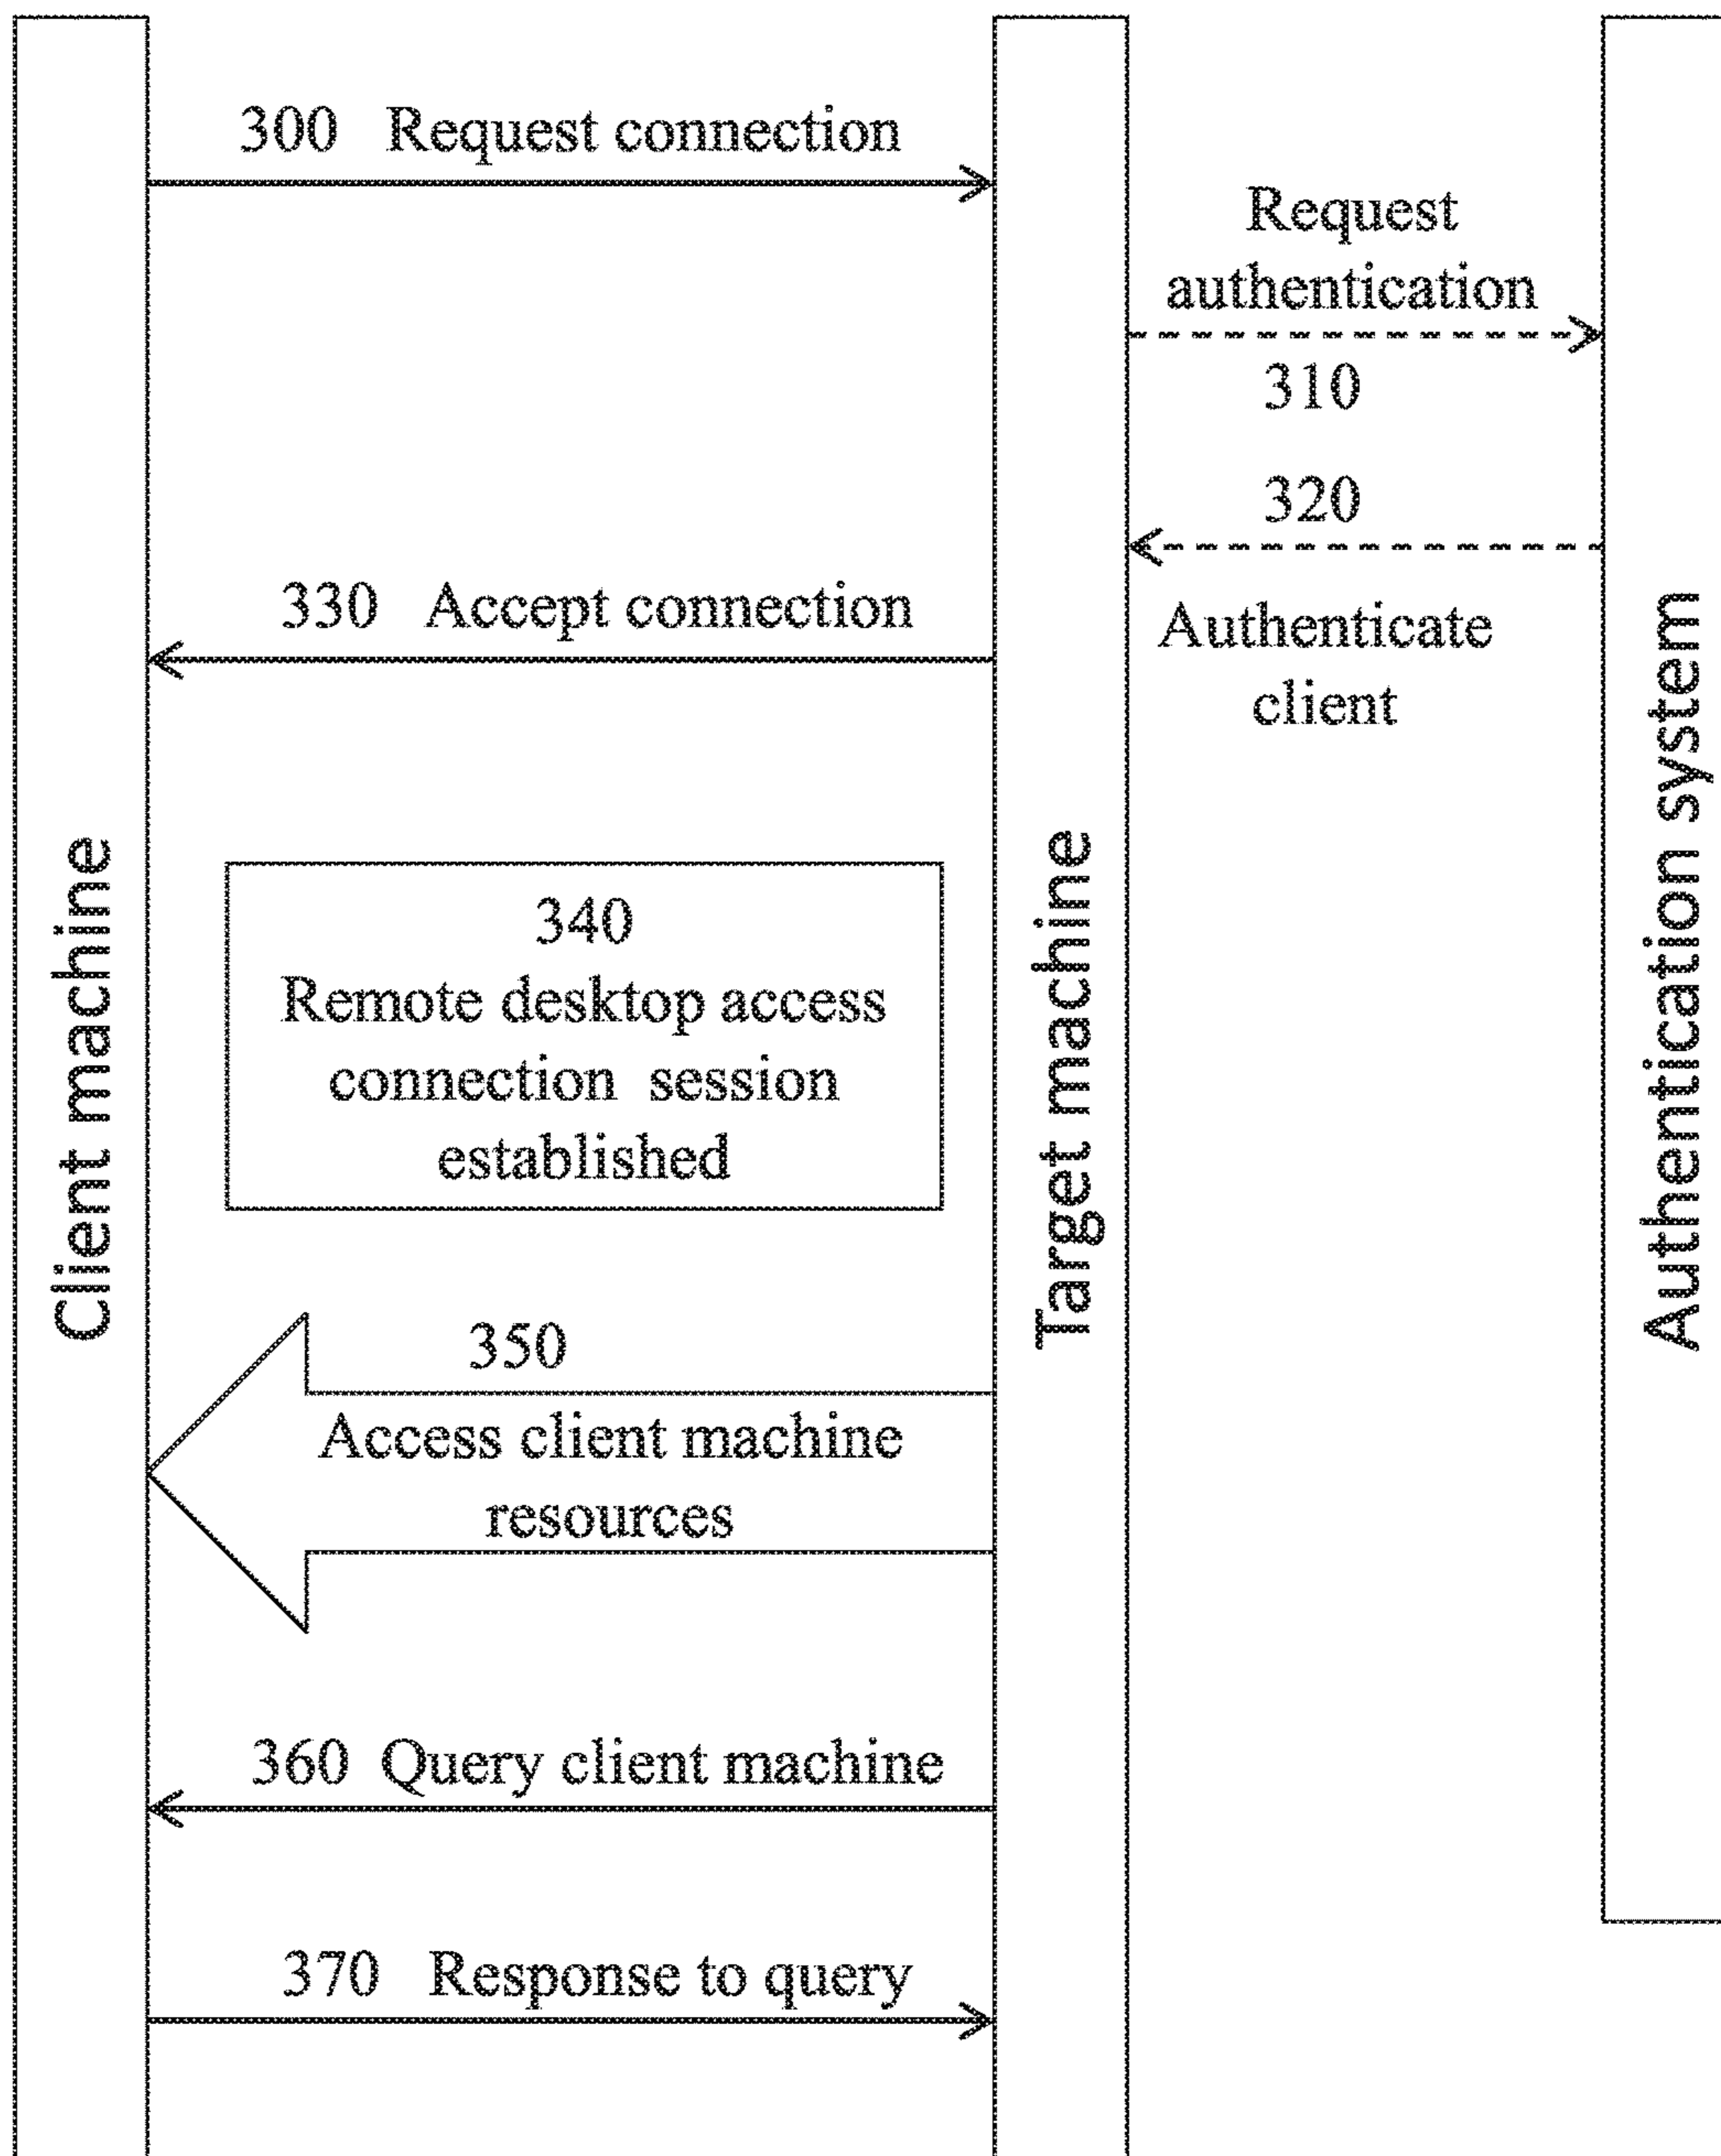 300 Request connection
Request
authentication
310
320
Authenticate
client
330 Accept connection
340
Remote desktop access
connection session
established
350
Access client machine
resources
360 Query client machine
370 Response to query
Client machine
Target machine
Authentication system